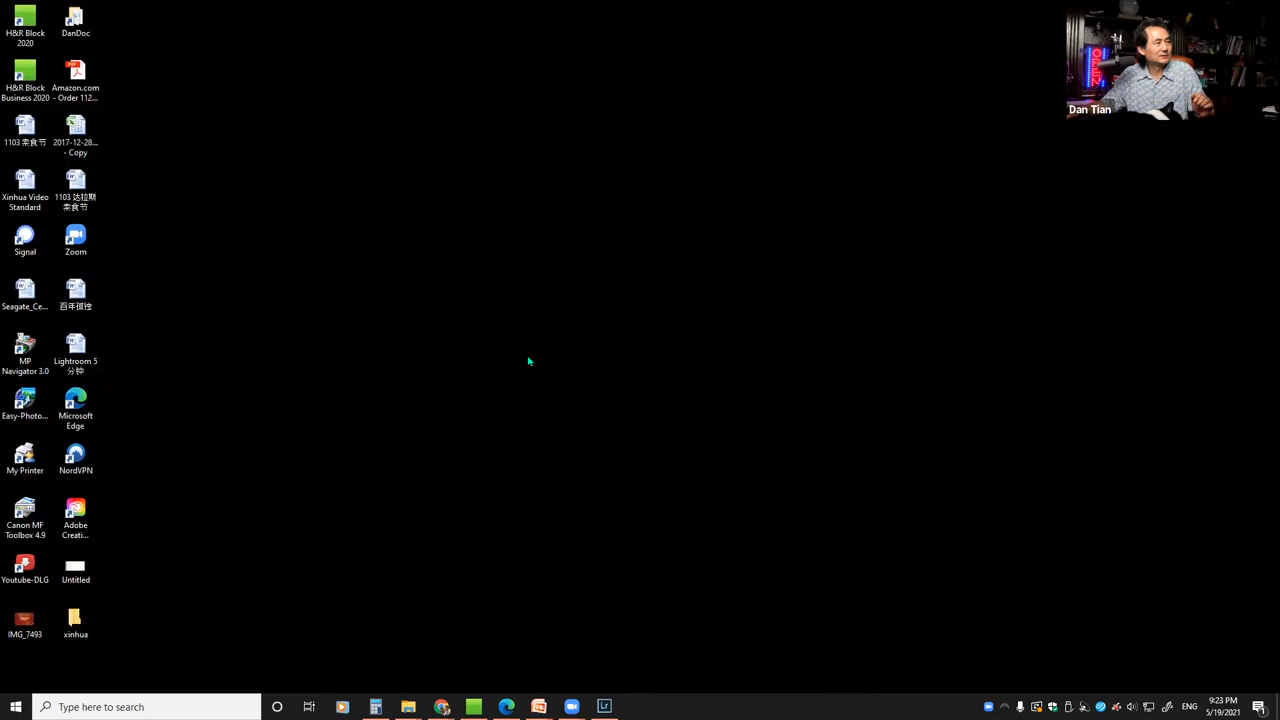 H&R Block
2020
DanDoc
H&R Block
Business 2020
Amazon.com
- Order 112...
1103 素食节
2017-12-28...
- Copy
Xinhua Video
Standard
1103 达拉斯
素食节
Signal
Zoom
Seagate_Ce...
百年孤独
MP
Navigator 3.0
Lightroom 5
分钟
Easy-Photo...
Microsoft
Edge
My Printer
NordVPN
Canon MF
Toolbox 4.9
Adobe
Creati...
Youtube-DLG
Untitled
IMG_7493
xinhua
Dan Tian
Type here to search
Lr
ENG
9:23 PM
5/19/2021